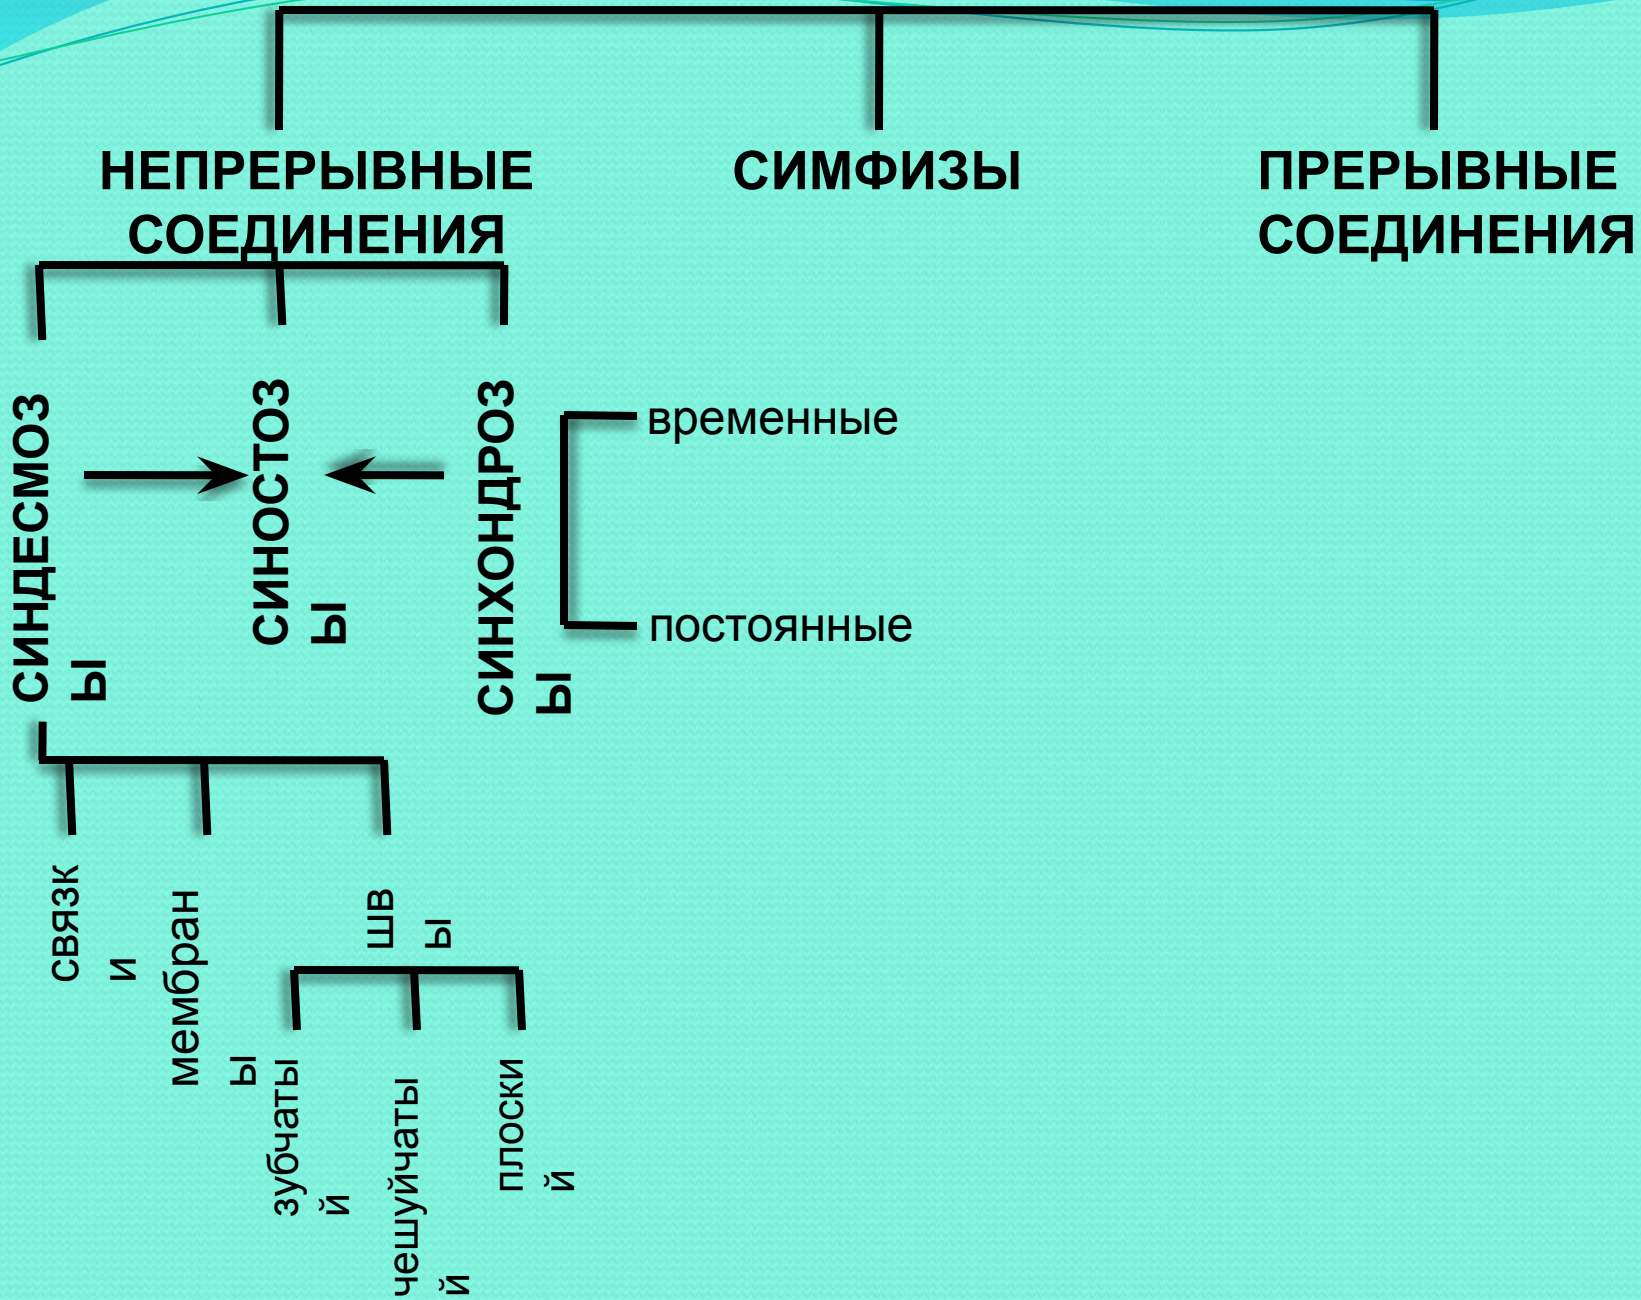 НЕПРЕРЫВНЫЕ
СОЕДИНЕНИЯ
СИМФИЗЫ
ПРЕРЫВНЫЕ
СОЕДИНЕНИЯ
СИНДЕСМОЗ
Ы
СИНОСТОЗ
Ы
СИНХОНДРОЗ
Ы
временные
постоянные
связк
и
мембран
ы
шв
ы
зубчаты
й
чешуйчаты
й
плоски
й